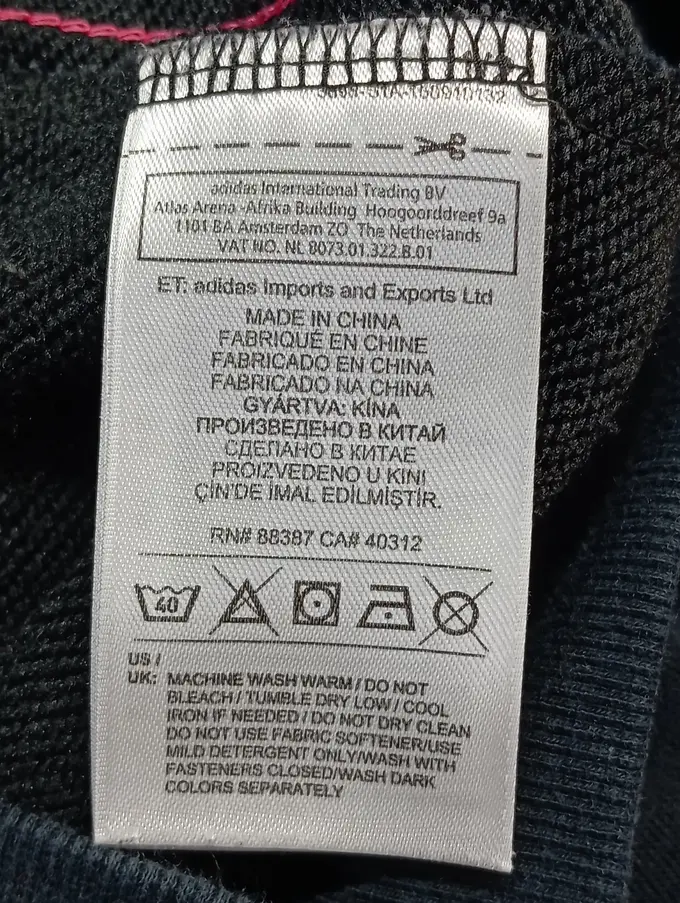 adidas International Trading BV
Atlas Arena -Afrika Building Hoogoorddreef 9a
1101 BA Amsterdam ZO The Netherlands
VAT NO. NL 8073.01.322.B.01
ET: adidas Imports and Exports Ltd
MADE IN CHINA
FABRIQUÉ EN CHINE
FABRICADO EN CHINA
FABRICADO NA CHINA
GYÁRTVA: KÍNA
ПРОИЗВЕДЕНО В КИТАЙ
СДЕЛАНО В КИТАЕ
PROIZVEDENO U KINI
ÇİN'DE İMAL EDİLMİŞTİR.
RN# 88387 CA# 40312
40
US /
UK: MACHINE WASH WARM / DO NOT
BLEACH / TUMBLE DRY LOW / COOL
IRON IF NEEDED / DO NOT DRY CLEAN
DO NOT USE FABRIC SOFTENER/USE
MILD DETERGENT ONLY/WASH WITH
FASTENERS CLOSED/WASH DARK
COLORS SEPARATELY